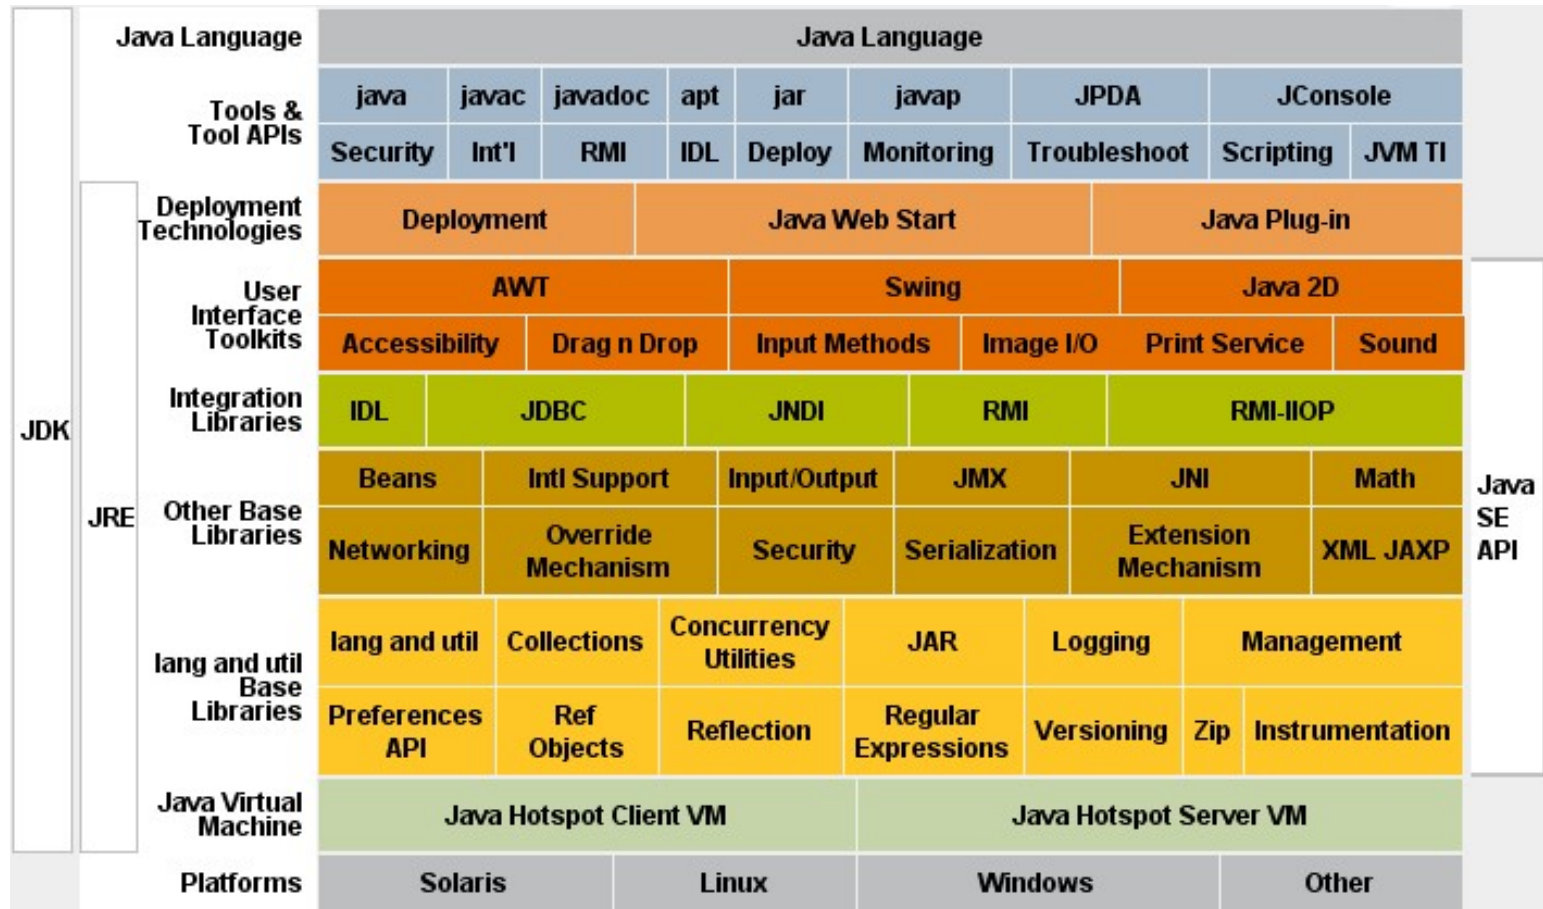 Java Language
Java Language
Tools &
Tool APIs
java
javac
javadoc
apt
jar
javap
JPDA
JConsole
Security
Int'l
RMI
IDL
Deploy
Monitoring
Troubleshoot
Scripting
JVM TI
Deployment
Technologies
Deployment
Java Web Start
Java Plug-in
User
Interface
Toolkits
AWT
Swing
Java 2D
Accessibility
Drag n Drop
Input Methods
Image I/O
Print Service
Sound
Integration
Libraries
IDL
JDBC
JNDI
RMI
RMI-IIOP
JDK
JRE
Other Base
Libraries
Beans
Intl Support
Input/Output
JMX
JNI
Math
Networking
Override
Mechanism
Security
Serialization
Extension
Mechanism
XML JAXP
Java
SE
API
lang and util
Base
Libraries
lang and util
Collections
Concurrency
Utilities
JAR
Logging
Management
Preferences
API
Ref
Objects
Reflection
Regular
Expressions
Versioning
Zip
Instrumentation
Java Virtual
Machine
Java Hotspot Client VM
Java Hotspot Server VM
Platforms
Solaris
Linux
Windows
Other